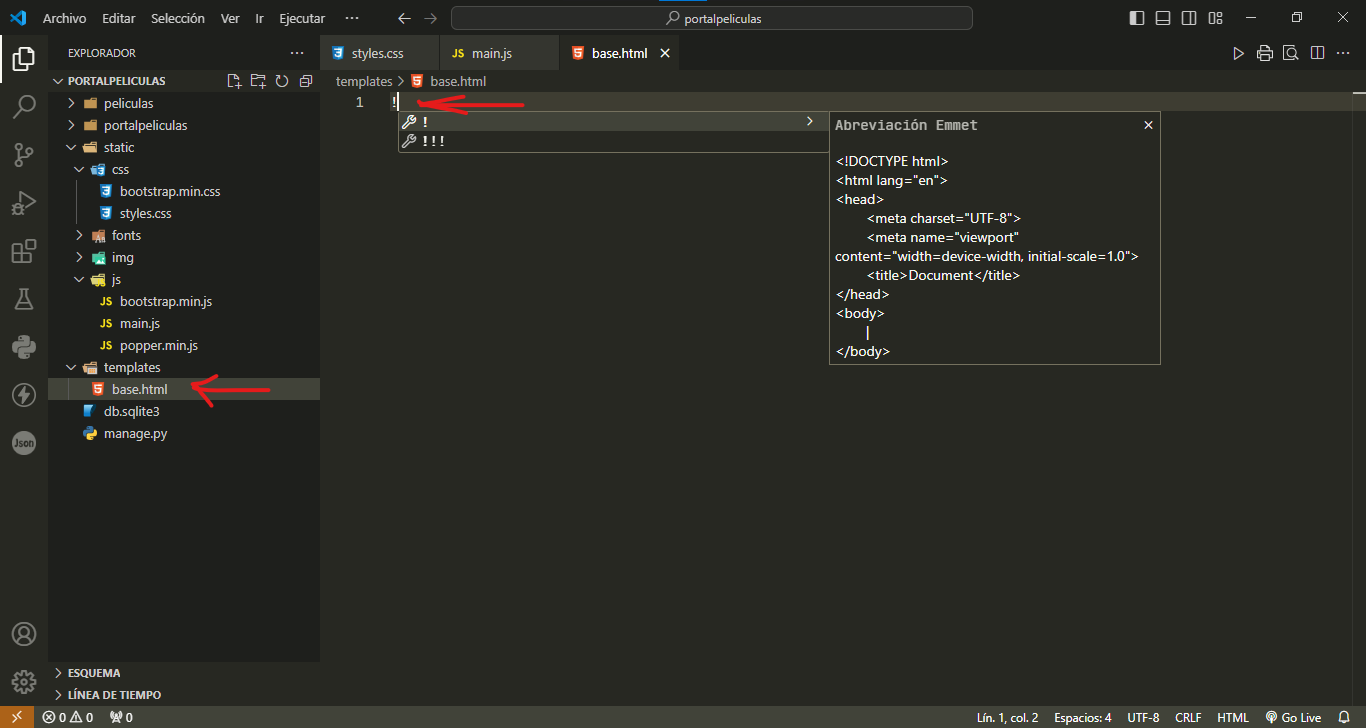 Archivo Editar Selección Ver Ir Ejecutar ··· portalpeliculas
EXPLORADOR ···
PORTALPELICULAS
peliculas
portalpeliculas
static
css
bootstrap.min.css
styles.css
fonts
img
js
JS bootstrap.min.js
JS main.js
JS popper.min.js
templates
base.html
db.sqlite3
manage.py
Json
ESQUEMA
LÍNEA DE TIEMPO
styles.css JS main.js base.html
templates > base.html
1 !
!
!!!
Abreviación Emmet
<!DOCTYPE html>
<html lang="en">
<head>
<meta charset="UTF-8">
<meta name="viewport"
content="width=device-width, initial-scale=1.0">
<title>Document</title>
</head>
<body>
|
</body>
0 0 0 Lín. 1, col. 2 Espacios: 4 UTF-8 CRLF HTML Go Live